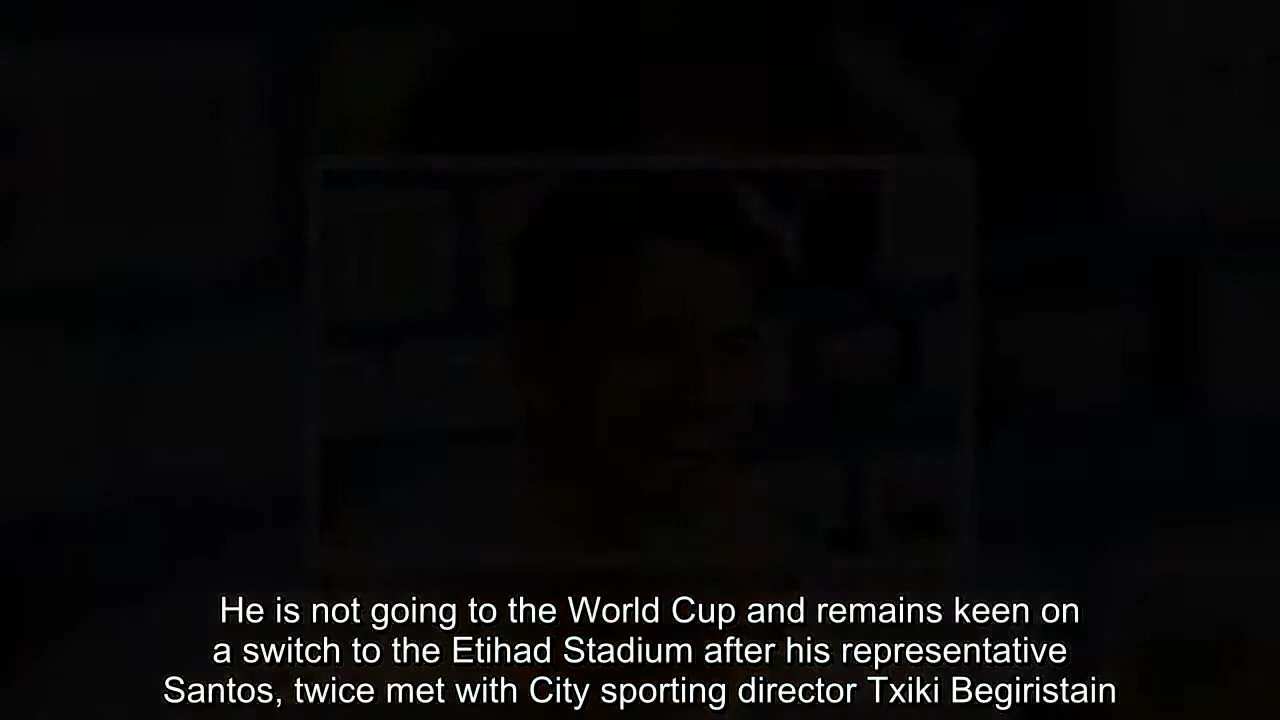 He is not going to the World Cup and remains keen on
a switch to the Etihad Stadium after his representative
Santos, twice met with City sporting director Txiki Begiristain